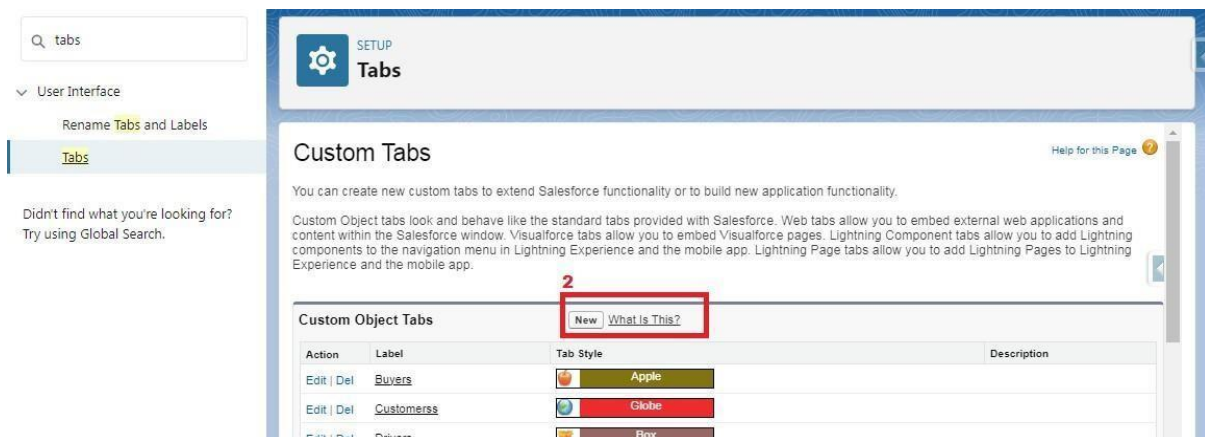 tabs
User Interface
Rename Tabs and Labels
Tabs
Didn't find what you're looking for?
Try using Global Search.
SETUP
Tabs
Custom Tabs
Help for this Page
You can create new custom tabs to extend Salesforce functionality or to build new application functionality.
Custom Object tabs look and behave like the standard tabs provided with Salesforce. Web tabs allow you to embed external web applications and
content within the Salesforce window. Visualforce tabs allow you to embed Visualforce pages. Lightning Component tabs allow you to add Lightning
components to the navigation menu in Lightning Experience and the mobile app. Lightning Page tabs allow you to add Lightning Pages to Lightning
Experience and the mobile app.
2
Custom Object Tabs New What Is This?
Action Label Tab Style Description
Edit | Del Buyers Apple
Edit | Del Customerss Globe
Edit | Del Drivers Box